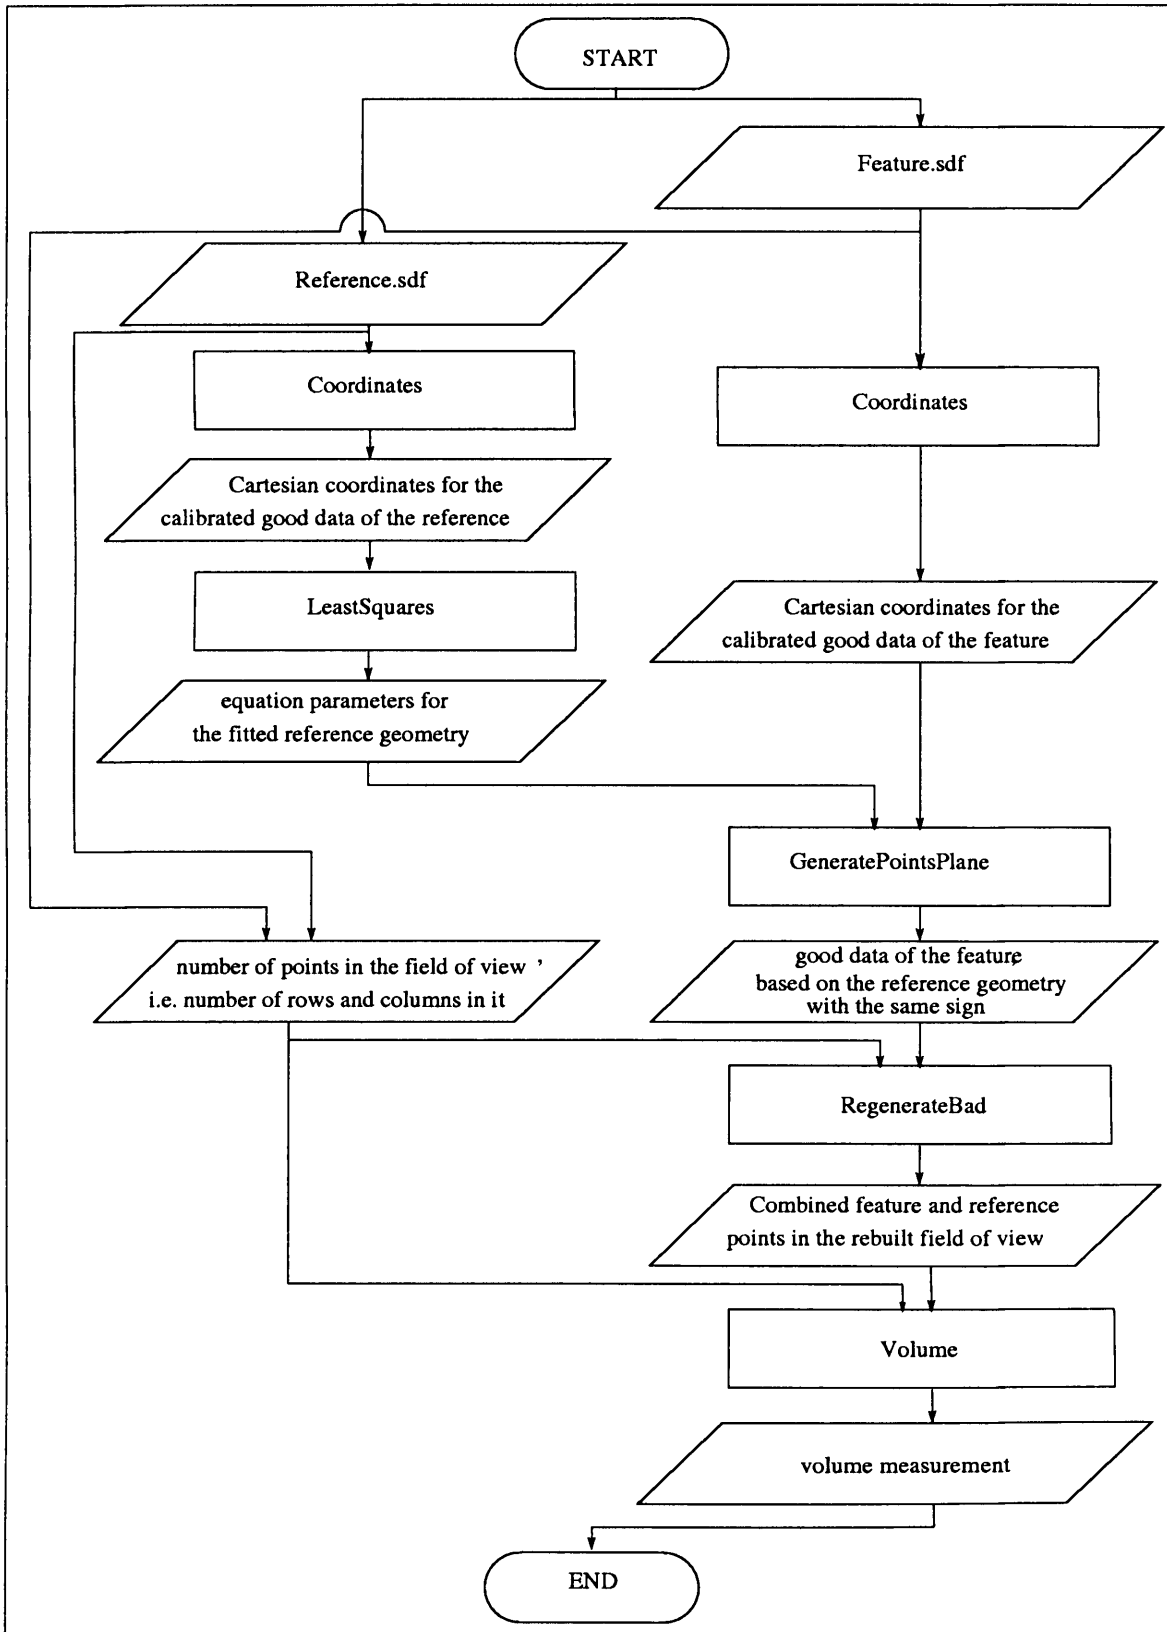 START
Feature.sdf
Reference.sdf
Coordinates
Coordinates
Cartesian coordinates for the
calibrated good data of the reference
LeastSquares
Cartesian coordinates for the
calibrated good data of the feature
equation parameters for
the fitted reference geometry
GeneratePointsPlane
number of points in the field of view ,
i.e. number of rows and columns in it
good data of the feature
based on the reference geometry
with the same sign
RegenerateBad
Combined feature and reference
points in the rebuilt field of view
Volume
volume measurement
END